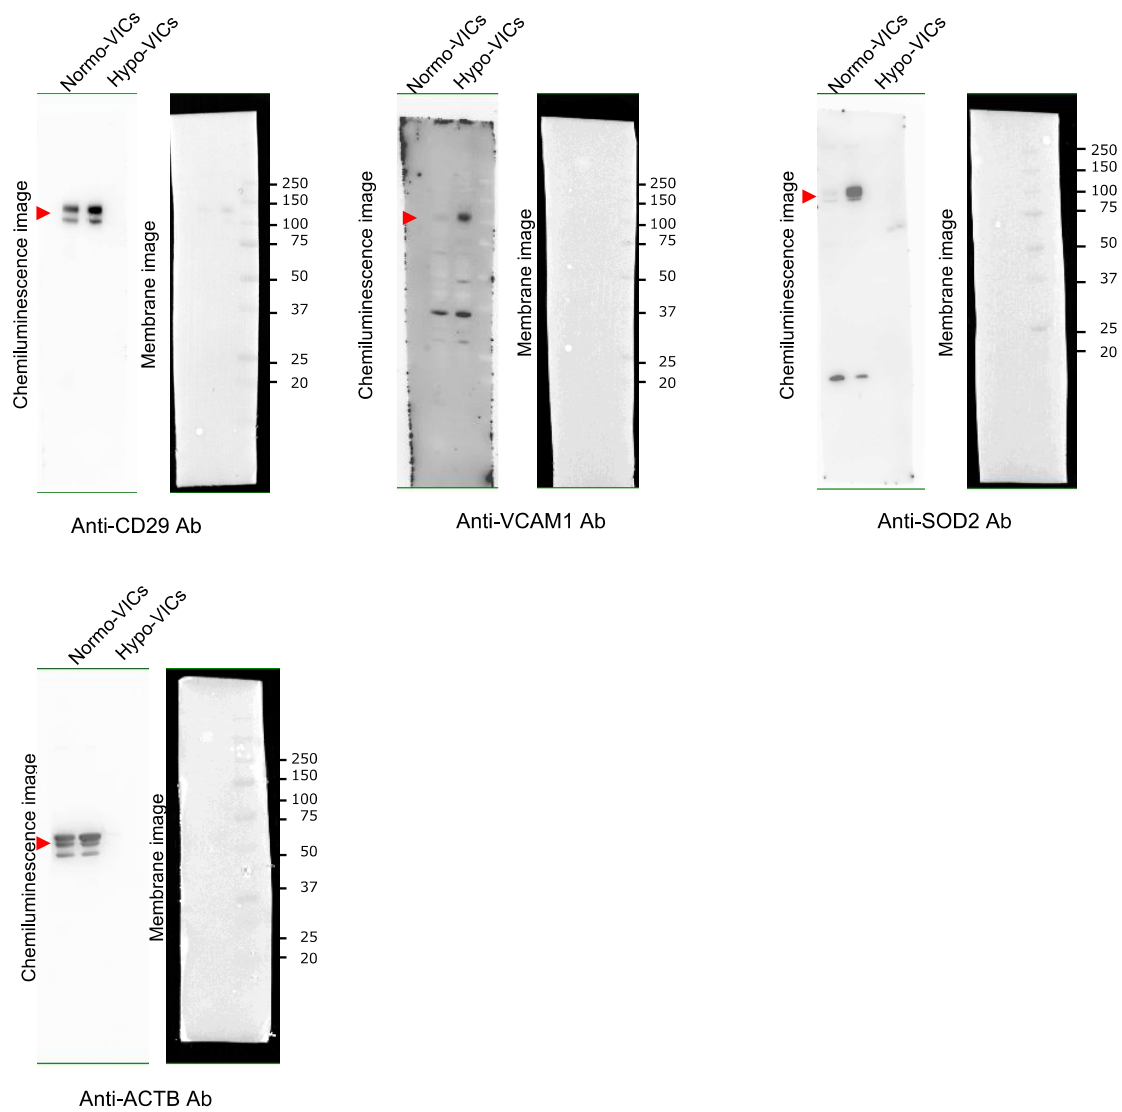 Normo-VICs
Hypo-VICs
Chemiluminescence image
Membrane image
250
150
100
75
50
37
25
20
Anti-CD29 Ab
Normo-VICs
Hypo-VICs
Chemiluminescence image
Membrane image
250
150
100
75
50
37
25
20
Anti-VCAM1 Ab
Normo-VICs
Hypo-VICs
Chemiluminescence image
Membrane image
250
150
100
75
50
37
25
20
Anti-SOD2 Ab
Normo-VICs
Hypo-VICs
Chemiluminescence image
Membrane image
250
150
100
75
50
37
25
20
Anti-ACTB Ab